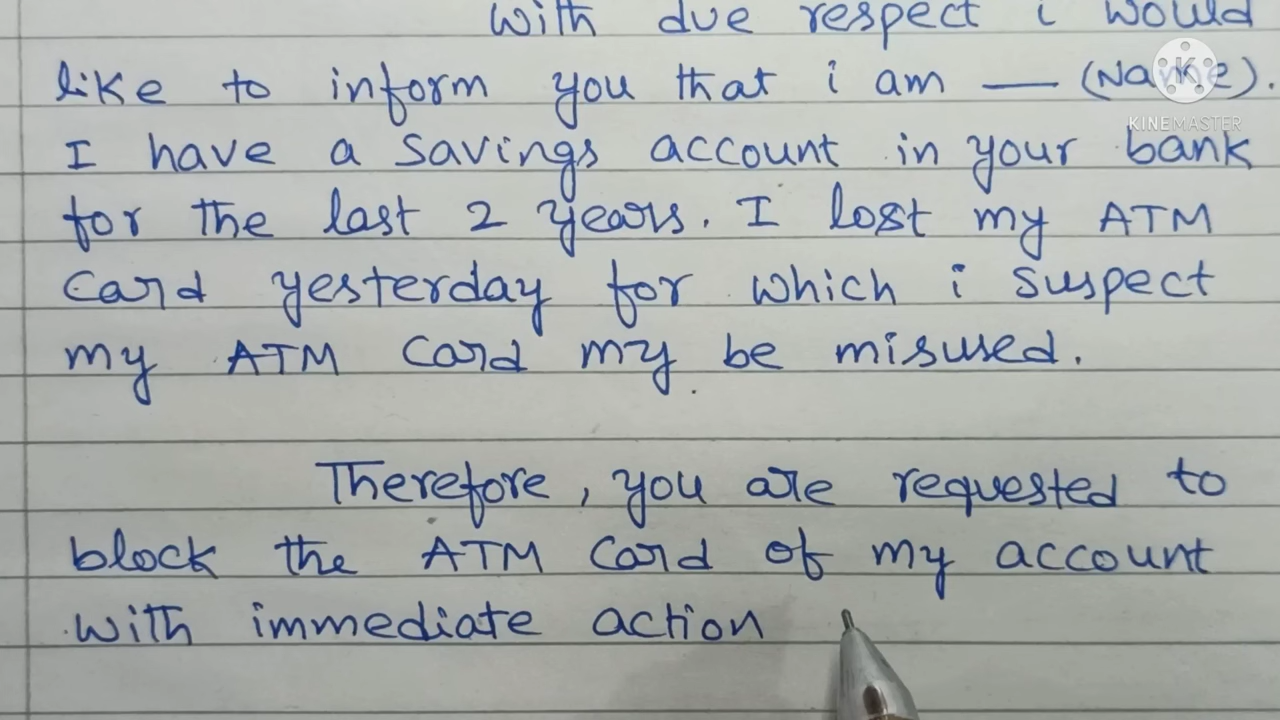 with due respect i would
like to inform you that i am — (Name).
I have a savings account in your bank
for the last 2 years. I lost my ATM
card yesterday for which i suspect
my ATM card my be misused.
Therefore, you are requested to
block the ATM card of my account
with immediate action
K
KINEMASTER